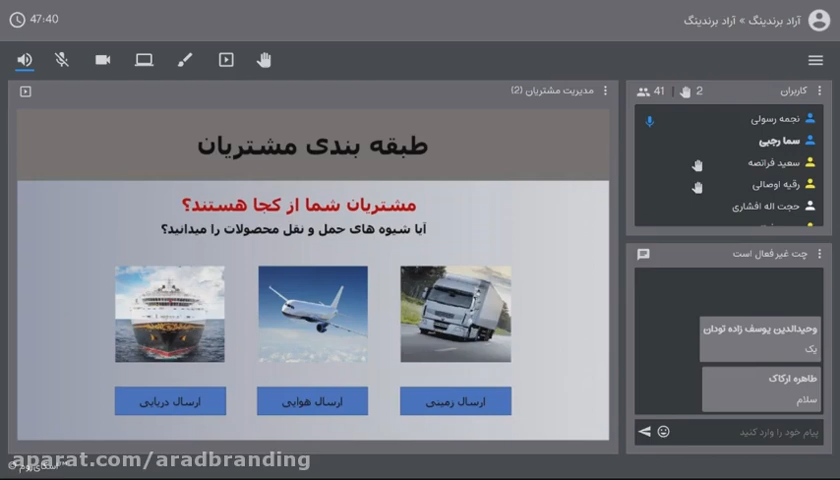 آراد برندینگ » آراد برندینگ
47:40
مدیریت مشتریان (2)
طبقه بندی مشتریان
مشتریان شما از کجا هستند؟
آیا شیوه های حمل و نقل محصولات را میدانید؟
ارسال زمینی
ارسال هوایی
ارسال دریایی
کاربران
2 | 41
نجمه رسولی
سما رجبی
سعید فراتصه
رقیه اوصالی
حجت اله افشاری
چت غیر فعال است
وحیدالدین یوسف زاده تودان
یک
طاهره ارکاک
سلام
پیام خود را وارد کنید
aparat.com/aradbranding